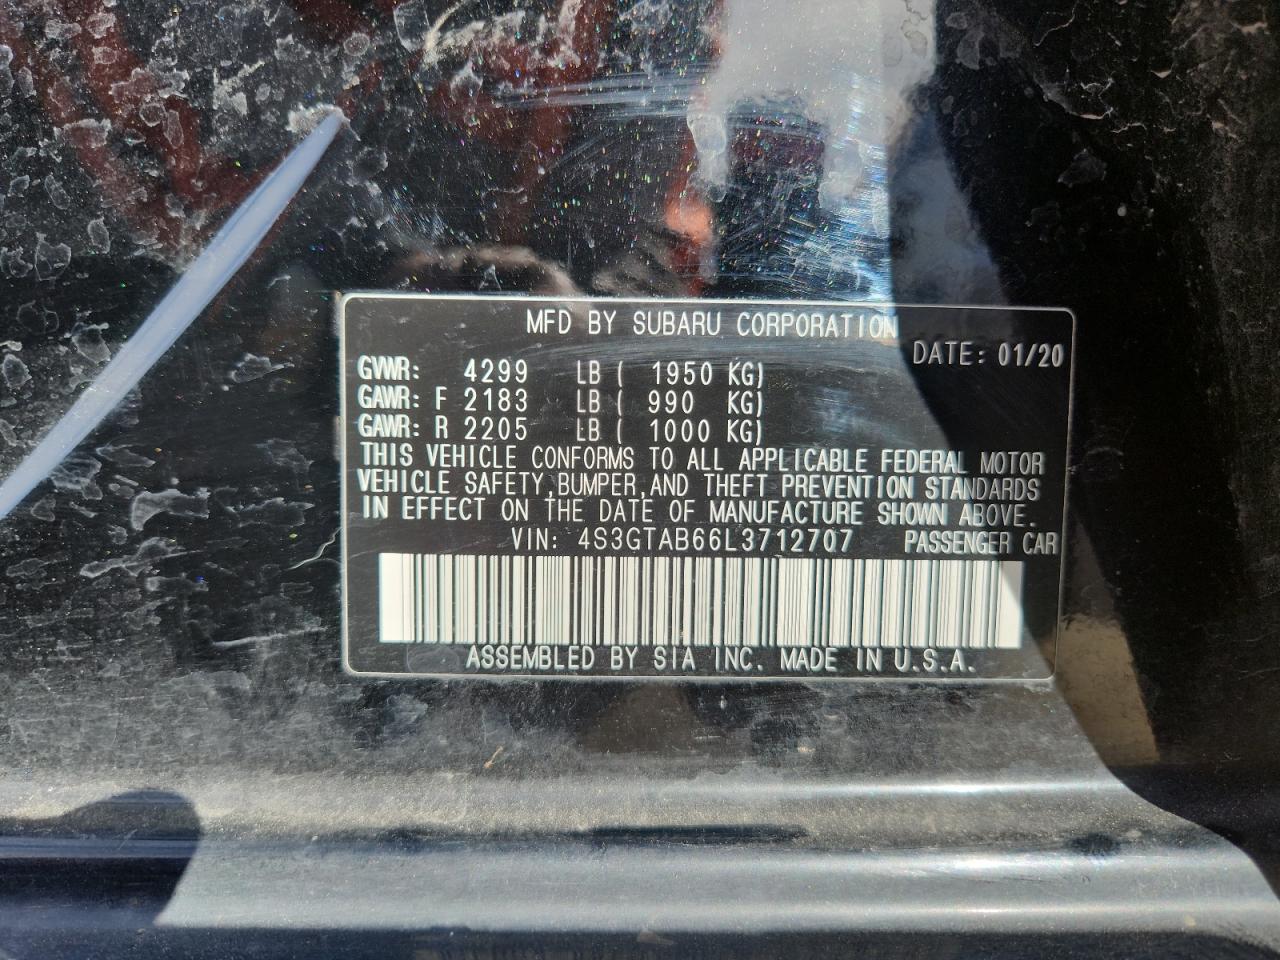 MFD BY SUBARU CORPORATION
DATE: 01/20
GVWR: 4299 LB ( 1950 KG)
GAWR: F 2183 LB ( 990 KG)
GAWR: R 2205 LB ( 1000 KG)
THIS VEHICLE CONFORMS TO ALL APPLICABLE FEDERAL MOTOR
VEHICLE SAFETY,BUMPER,AND THEFT PREVENTION STANDARDS
IN EFFECT ON THE DATE OF MANUFACTURE SHOWN ABOVE.
VIN: 4S3GTAB66L3712707 PASSENGER CAR
ASSEMBLED BY SIA INC. MADE IN U.S.A.